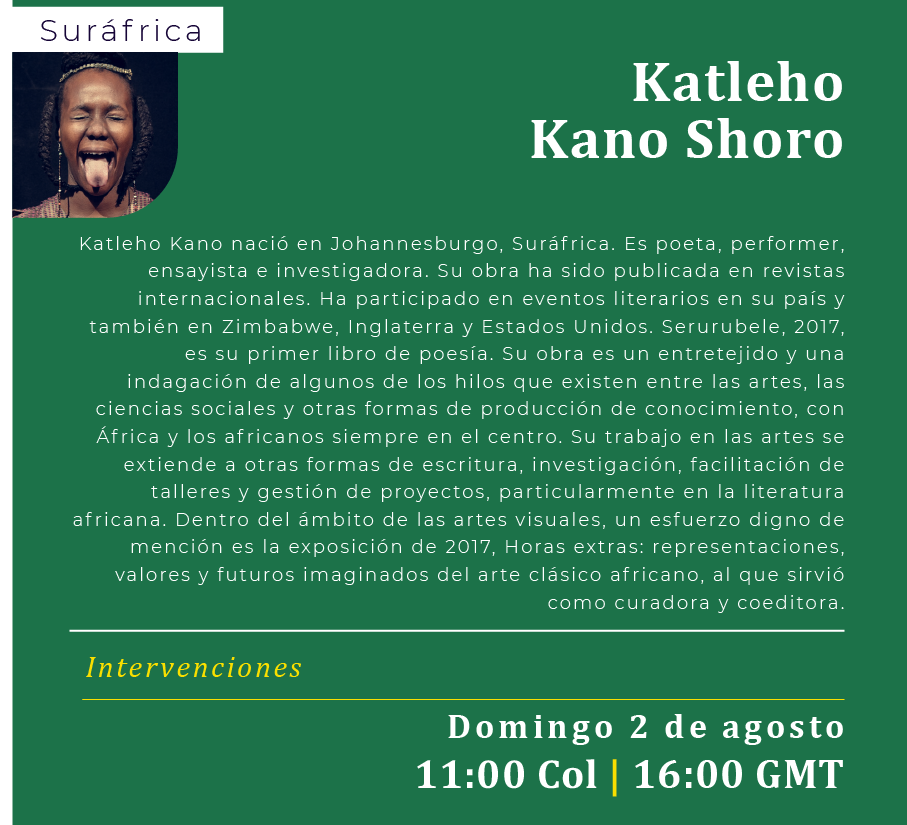 Suráfrica
Katleho
Kano Shoro
Katleho Kano nació en Johannesburgo, Suráfrica. Es poeta, performer,
ensayista e investigadora. Su obra ha sido publicada en revistas
internacionales. Ha participado en eventos literarios en su país y
también en Zimbabwe, Inglaterra y Estados Unidos. Serurubele, 2017,
es su primer libro de poesía. Su obra es un entretejido y una
indagación de algunos de los hilos que existen entre las artes, las
ciencias sociales y otras formas de producción de conocimiento, con
África y los africanos siempre en el centro. Su trabajo en las artes se
extiende a otras formas de escritura, investigación, facilitación de
talleres y gestión de proyectos, particularmente en la literatura
africana. Dentro del ámbito de las artes visuales, un esfuerzo digno de
mención es la exposición de 2017, Horas extras: representaciones,
valores y futuros imaginados del arte clásico africano, al que sirvió
como curadora y coeditora.
Intervenciones
Domingo 2 de agosto
11:00 Col | 16:00 GMT